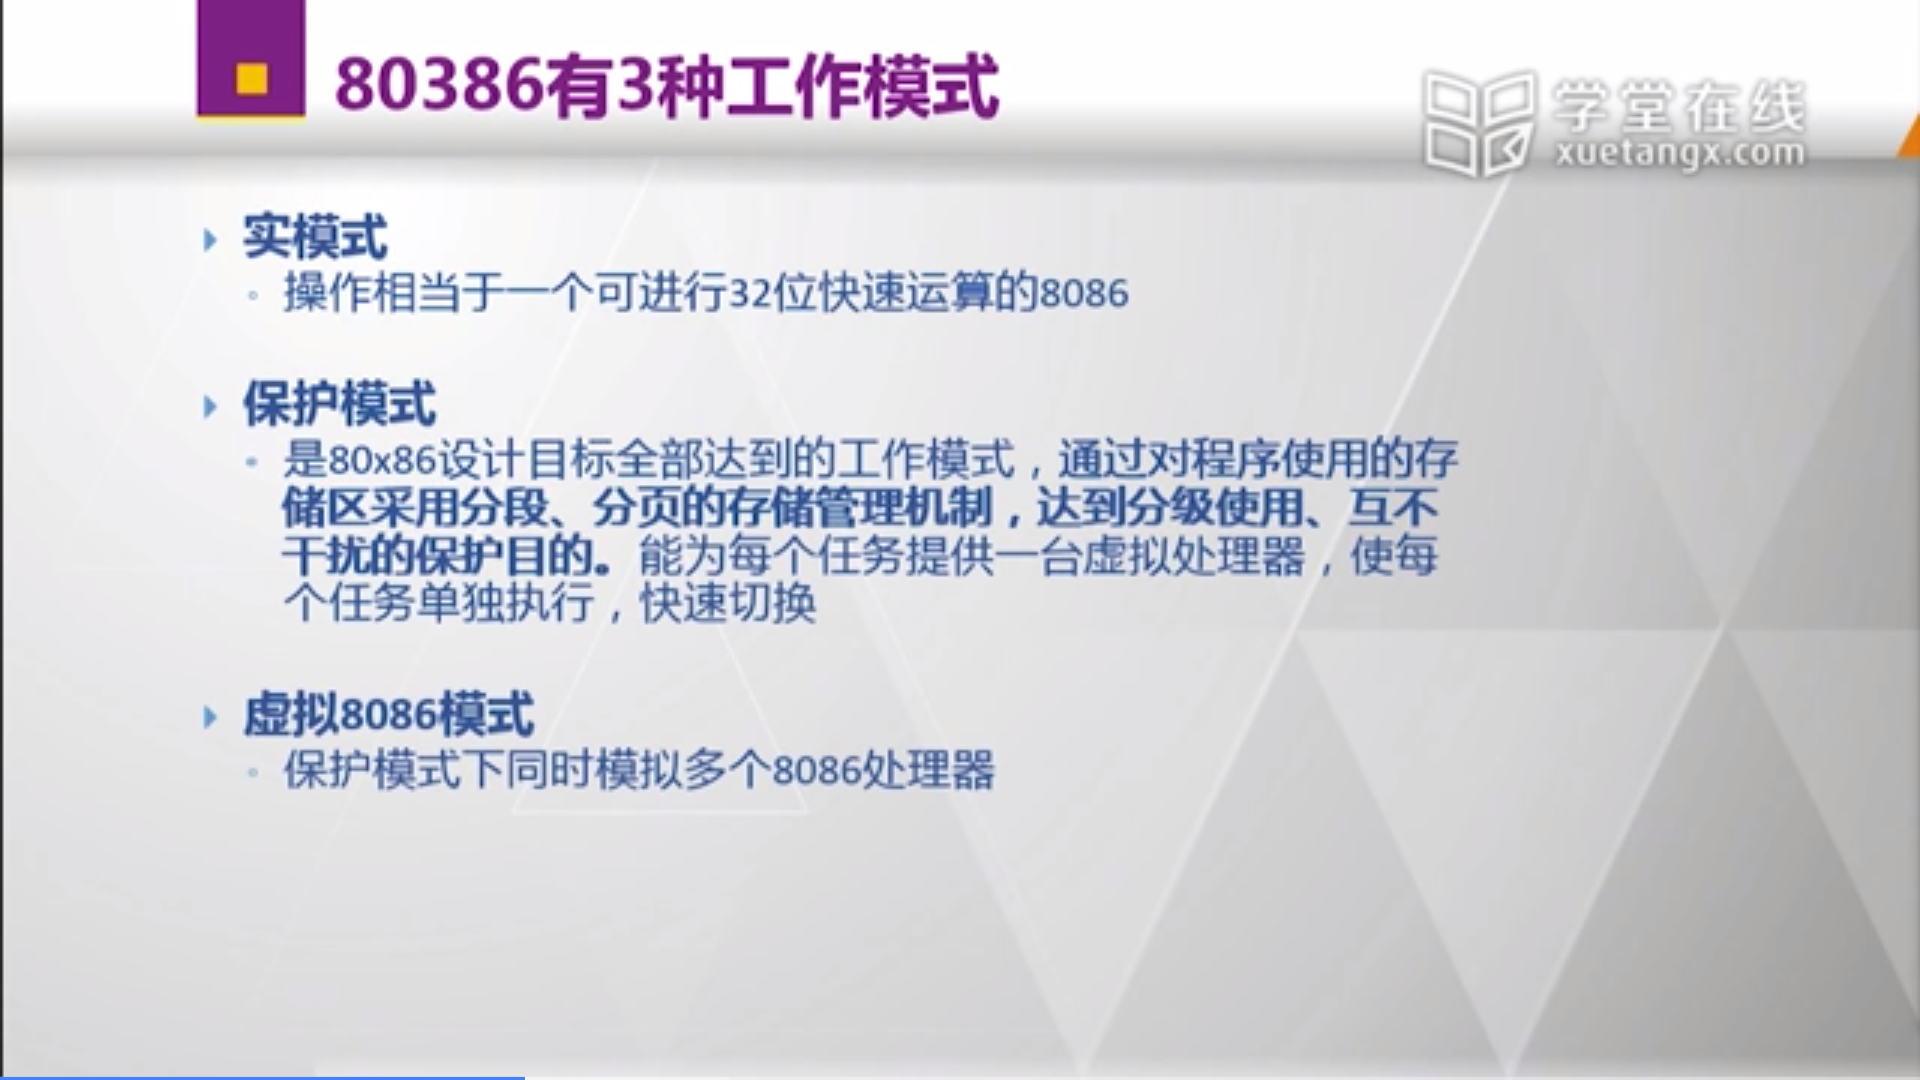 80386有3种工作模式
学堂在线
xuetangx.com
实模式
操作相当于一个可进行32位快速运算的8086
保护模式
是80x86设计目标全部达到的工作模式，通过对程序使用的存
储区采用分段、分页的存储管理机制，达到分级使用、互不
干扰的保护目的。能为每个任务提供一台虚拟处理器，使每
个任务单独执行，快速切换
虚拟8086模式
保护模式下同时模拟多个8086处理器